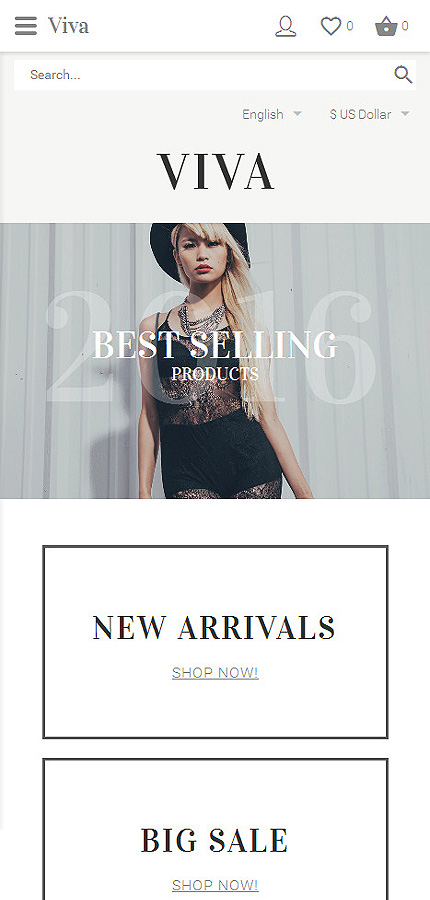 Viva 0 0
Search...
English $ US Dollar
VIVA
2016
BEST SELLING
PRODUCTS
NEW ARRIVALS
SHOP NOW!
BIG SALE
SHOP NOW!